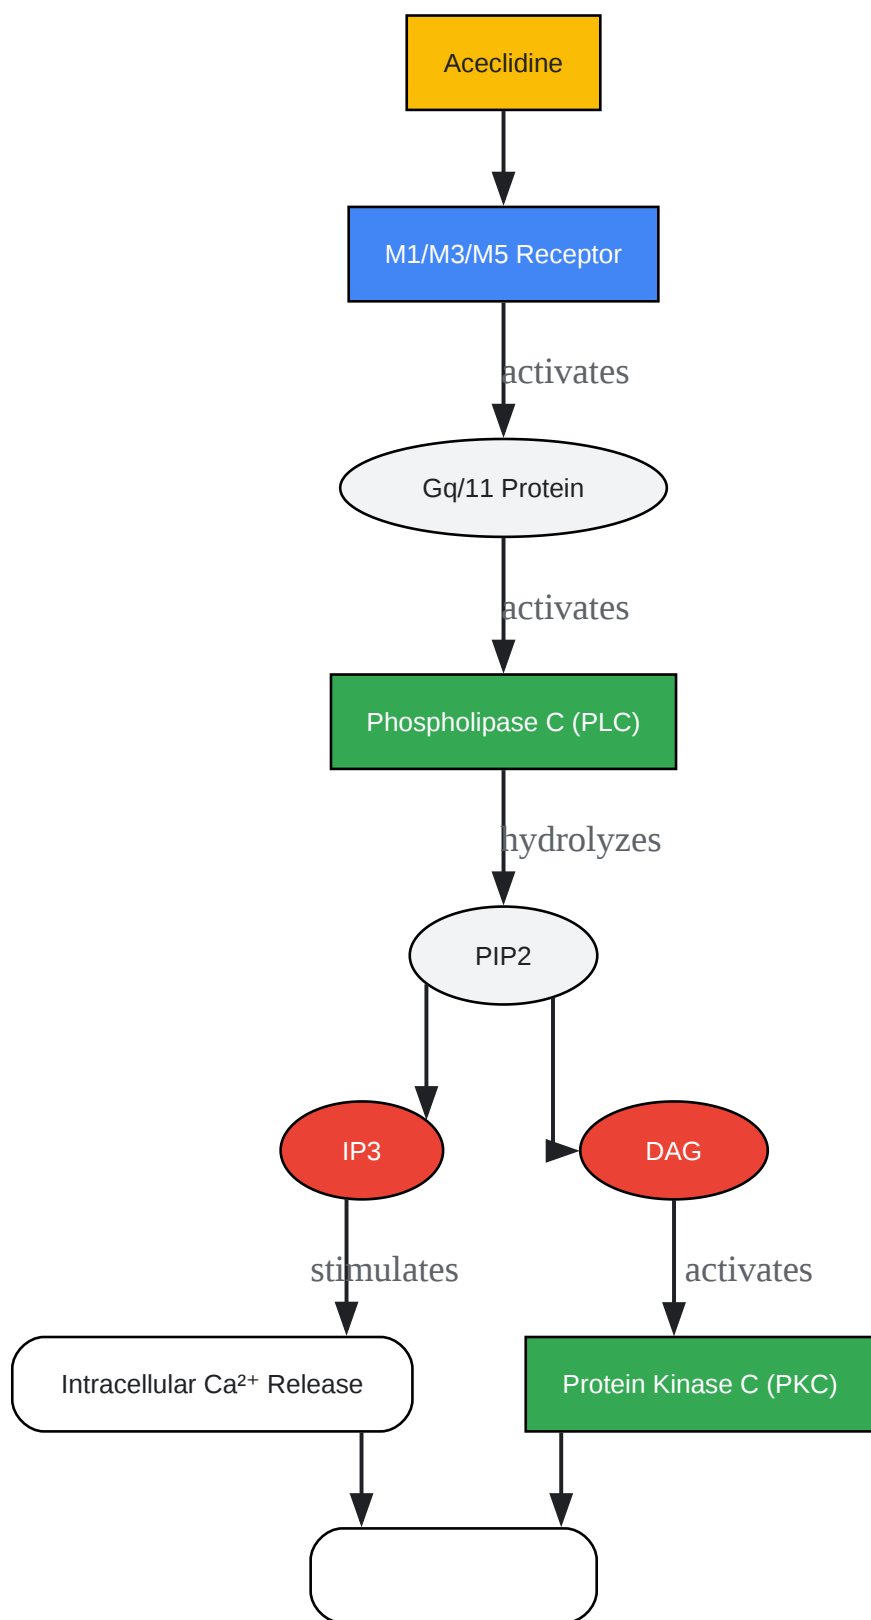 Aceclidine
M1/M3/M5 Receptor
activates
Gq/11 Protein
activates
Phospholipase C (PLC)
hydrolyzes
PIP2
IP3
DAG
stimulates
activates
Intracellular Ca²⁺ Release
Protein Kinase C (PKC)